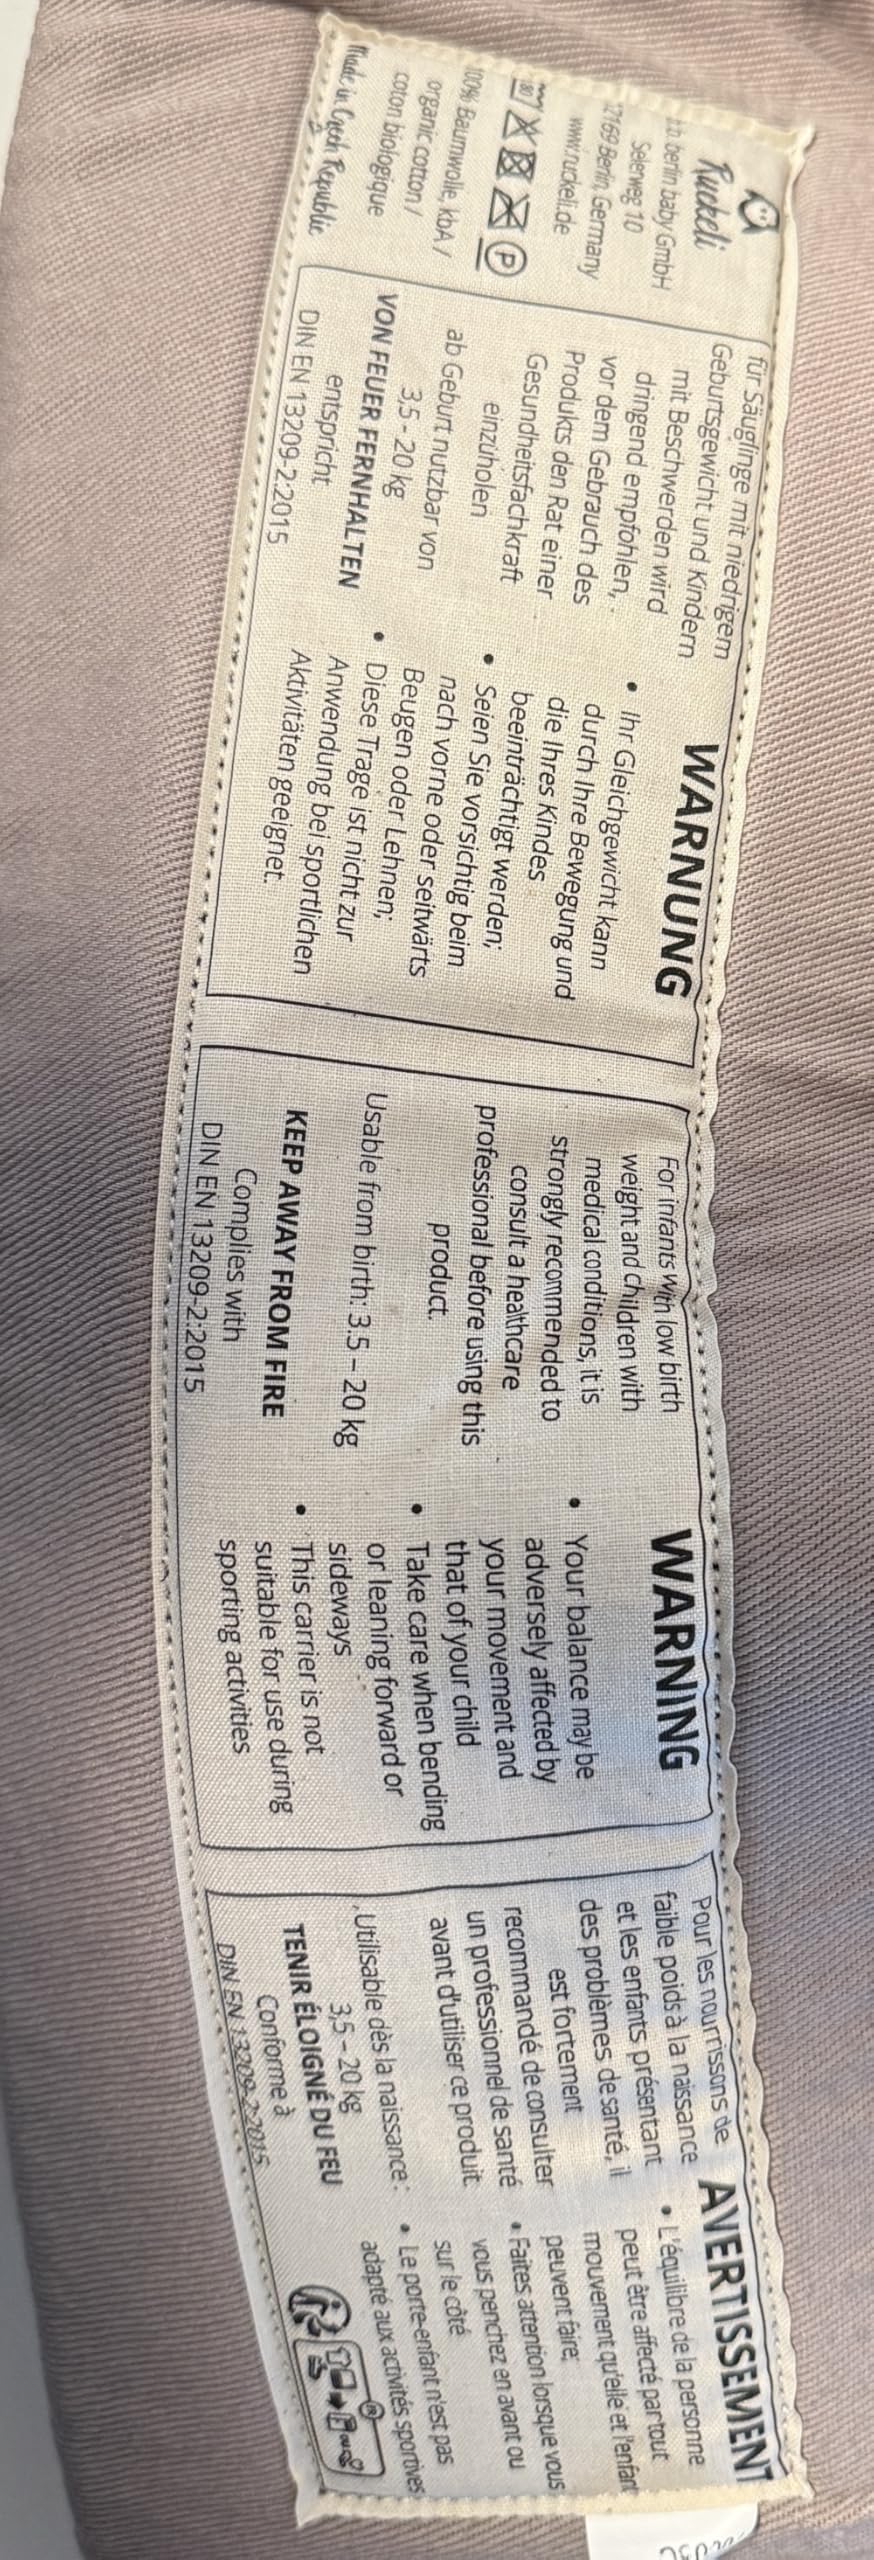 Ruckeli
berlin baby GmbH
Selerweg 10
12169 Berlin, Germany
www.ruckeli.de
P
100% Baumwolle, kbA /
organic cotton /
coton biologique
Made in Czech Republic
für Säuglinge mit niedrigem
Geburtsgewicht und Kindern
mit Beschwerden wird
dringend empfohlen,
vor dem Gebrauch des
Produkts den Rat einer
Gesundheitsfachkraft
einzuholen
ab Geburt nutzbar von
3,5 - 20 kg
VON FEUER FERNHALTEN
entspricht
DIN EN 13209-2:2015
WARNUNG
• Ihr Gleichgewicht kann
durch Ihre Bewegung und
die Ihres Kindes
beeinträchtigt werden;
• Seien Sie vorsichtig beim
nach vorne oder seitwärts
Beugen oder Lehnen;
• Diese Trage ist nicht zur
Anwendung bei sportlichen
Aktivitäten geeignet.
For infants with low birth
weight and children with
medical conditions, it is
strongly recommended to
consult a healthcare
professional before using this
product.
Usable from birth: 3.5 – 20 kg
KEEP AWAY FROM FIRE
Complies with
DIN EN 13209-2:2015
WARNING
• Your balance may be
adversely affected by
your movement and
that of your child
• Take care when bending
or leaning forward or
sideways
• This carrier is not
suitable for use during
sporting activities
Pour les nourrissons de
faible poids à la naissance
et les enfants présentant
des problèmes de santé, il
est fortement
recommandé de consulter
un professionnel de santé
avant d'utiliser ce produit.
Utilisable dès la naissance :
3,5 – 20 kg
TENIR ÉLOIGNÉ DU FEU
Conforme à
DIN EN 13209-2:2015
AVERTISSEMENT
• L'équilibre de la personne
peut être affecté par tout
mouvement qu'elle et l'enfant
peuvent faire;
• Faites attention lorsque vous
vous penchez en avant ou
sur le côté
• Le porte-enfant n'est pas
adapté aux activités sportives